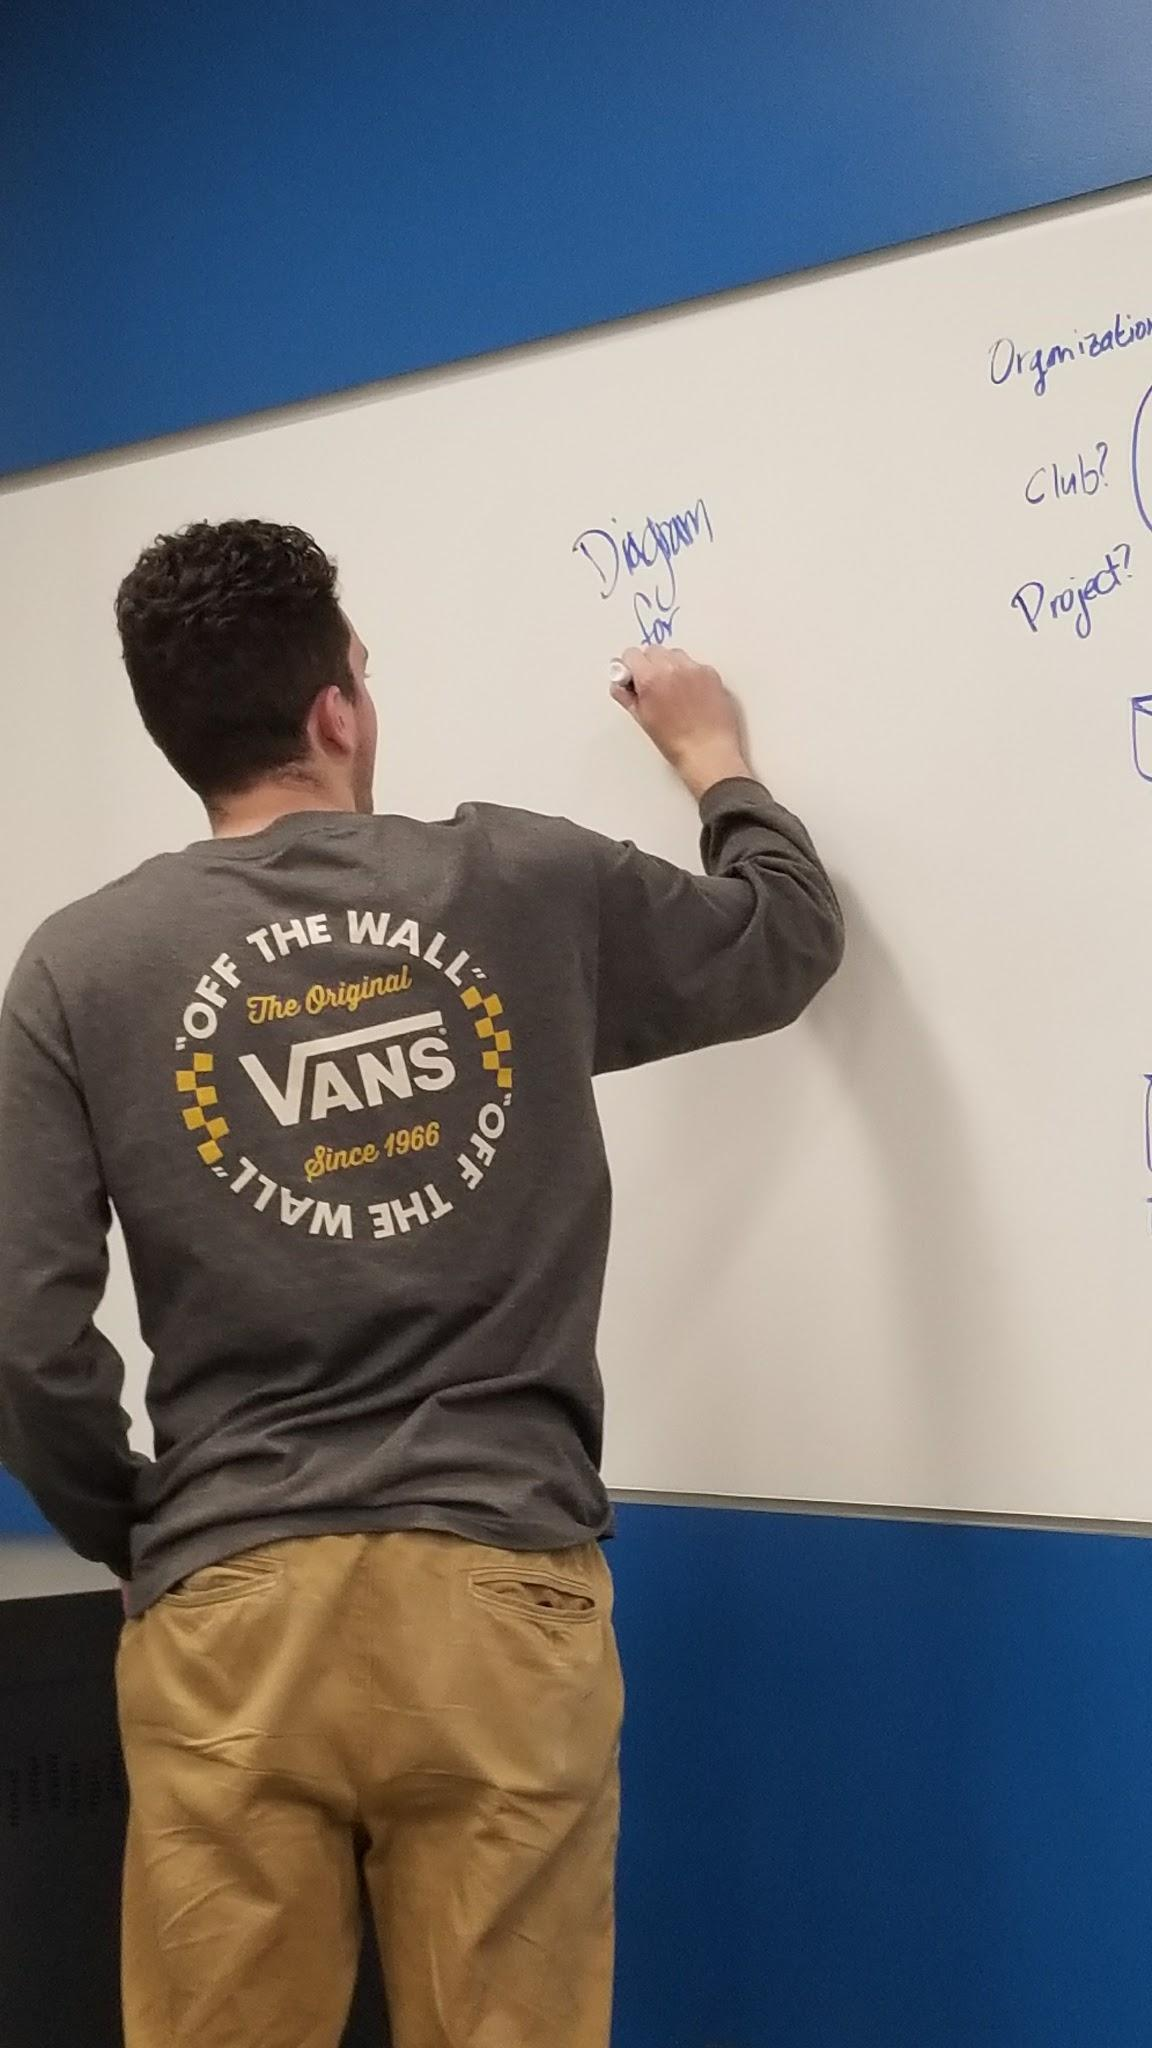 Organization
Club?
Project?
Diagram
for
"OFF THE WALL"
The Original
VANS
Since 1966
"OFF THE WALL"